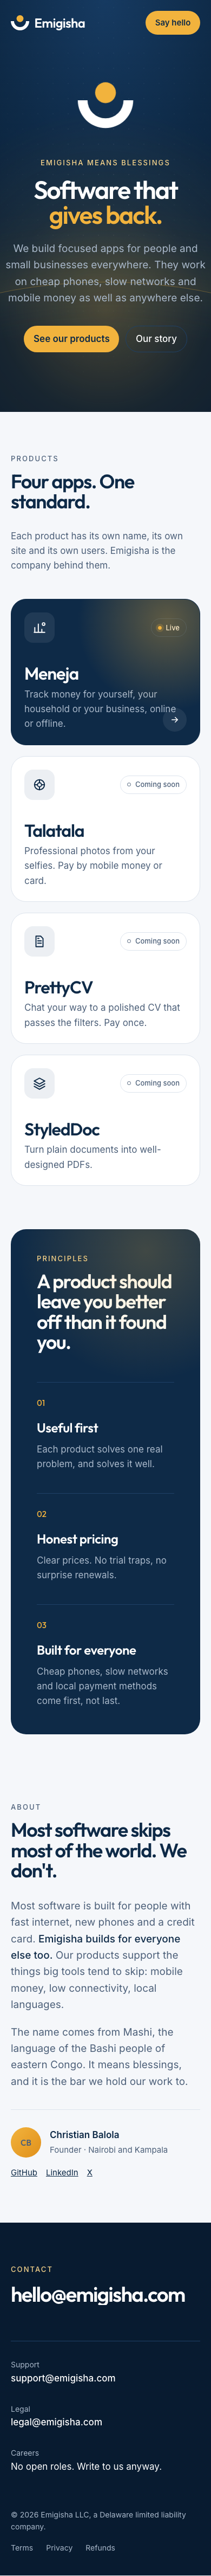 Emigisha
Say hello
EMIGISHA MEANS BLESSINGS
Software that
gives back.
We build focused apps for people and
small businesses everywhere. They work
on cheap phones, slow networks and
mobile money as well as anywhere else.
See our products
Our story
PRODUCTS
Four apps. One
standard.
Each product has its own name, its own
site and its own users. Emigisha is the
company behind them.
Live
Meneja
Track money for yourself, your
household or your business, online
or offline.
Coming soon
Talatala
Professional photos from your
selfies. Pay by mobile money or
card.
Coming soon
PrettyCV
Chat your way to a polished CV that
passes the filters. Pay once.
Coming soon
StyledDoc
Turn plain documents into well-
designed PDFs.
PRINCIPLES
A product should
leave you better
off than it found
you.
01
Useful first
Each product solves one real
problem, and solves it well.
02
Honest pricing
Clear prices. No trial traps, no
surprise renewals.
03
Built for everyone
Cheap phones, slow networks
and local payment methods
come first, not last.
ABOUT
Most software skips
most of the world. We
don't.
Most software is built for people with
fast internet, new phones and a credit
card. Emigisha builds for everyone
else too. Our products support the
things big tools tend to skip: mobile
money, low connectivity, local
languages.
The name comes from Mashi, the
language of the Bashi people of
eastern Congo. It means blessings,
and it is the bar we hold our work to.
CB
Christian Balola
Founder · Nairobi and Kampala
GitHub LinkedIn X
CONTACT
hello@emigisha.com
Support
support@emigisha.com
Legal
legal@emigisha.com
Careers
No open roles. Write to us anyway.
© 2026 Emigisha LLC, a Delaware limited liability
company.
Terms Privacy Refunds